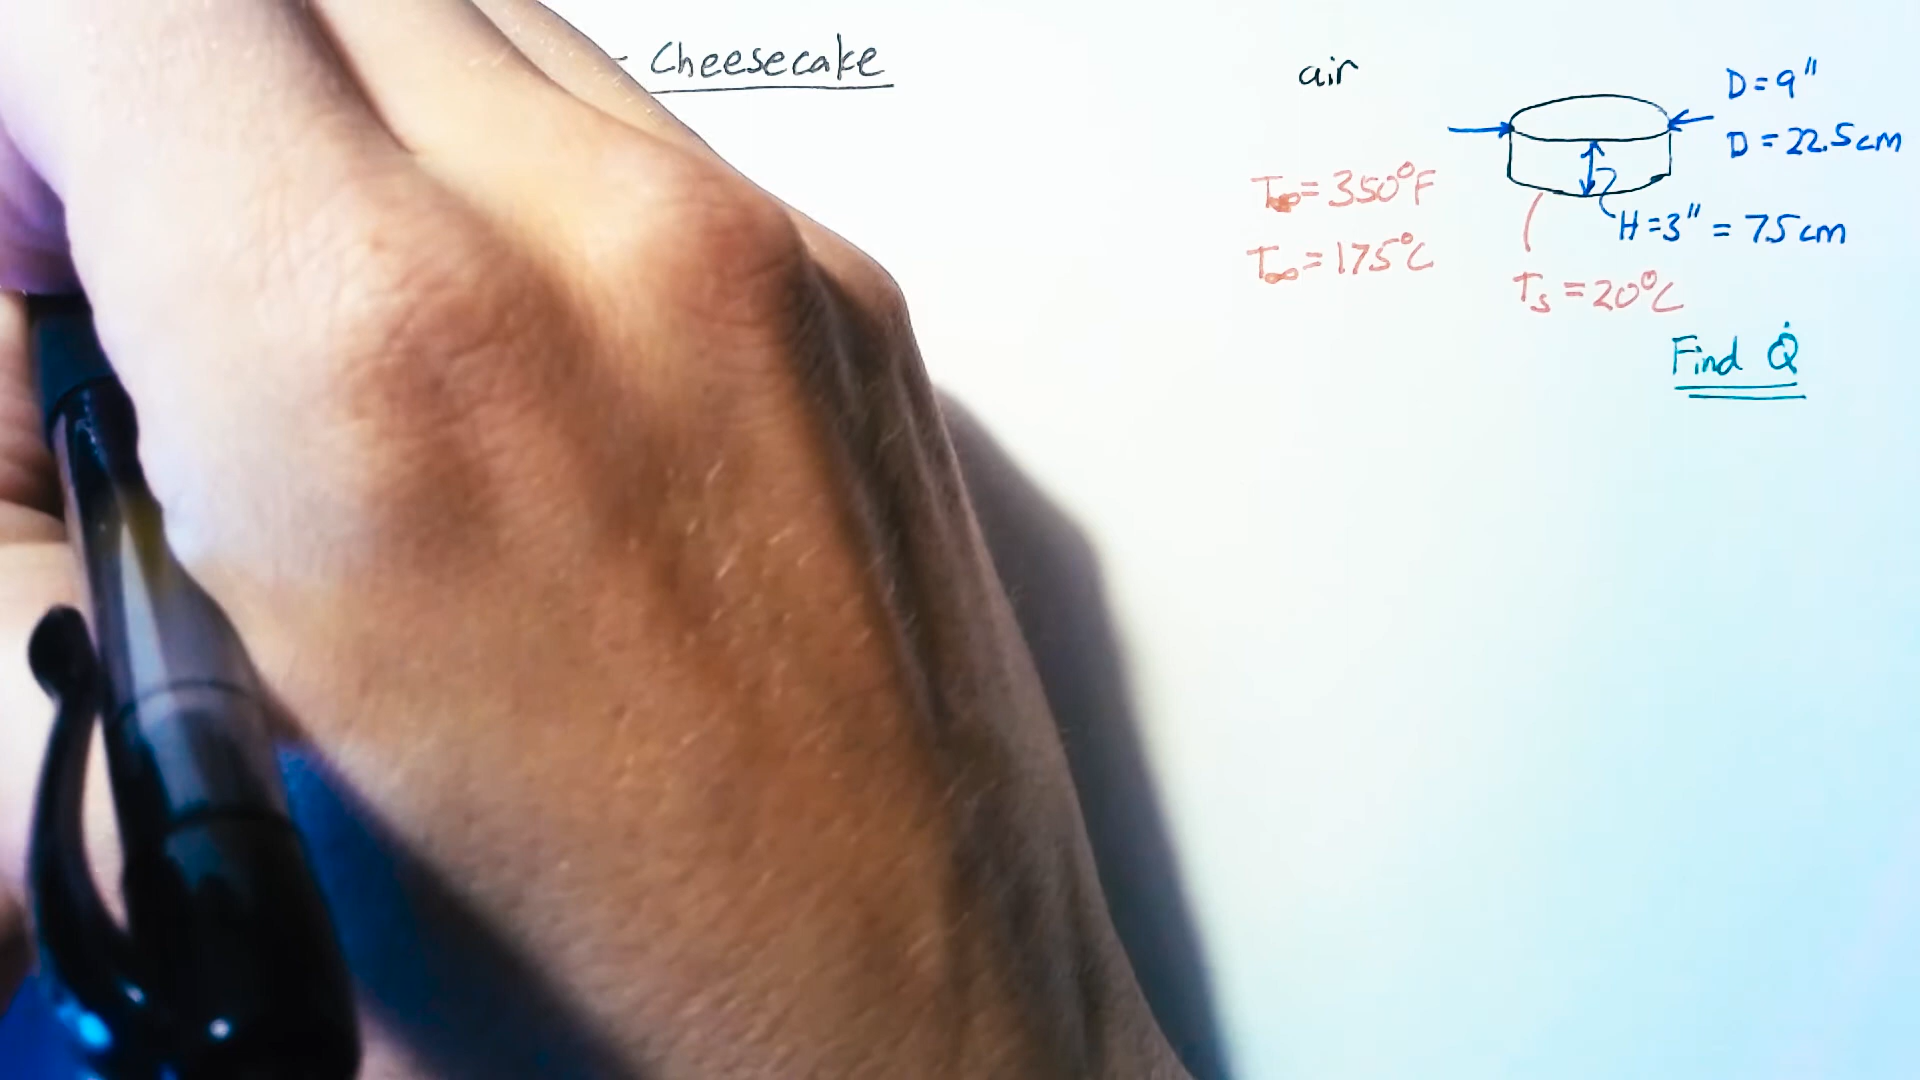 - Cheesecake
air
D = 9"
D = 22.5cm
T∞ = 350°F
H = 3" = 7.5cm
T∞ = 175°C
Ts = 20°C
Find Q̇